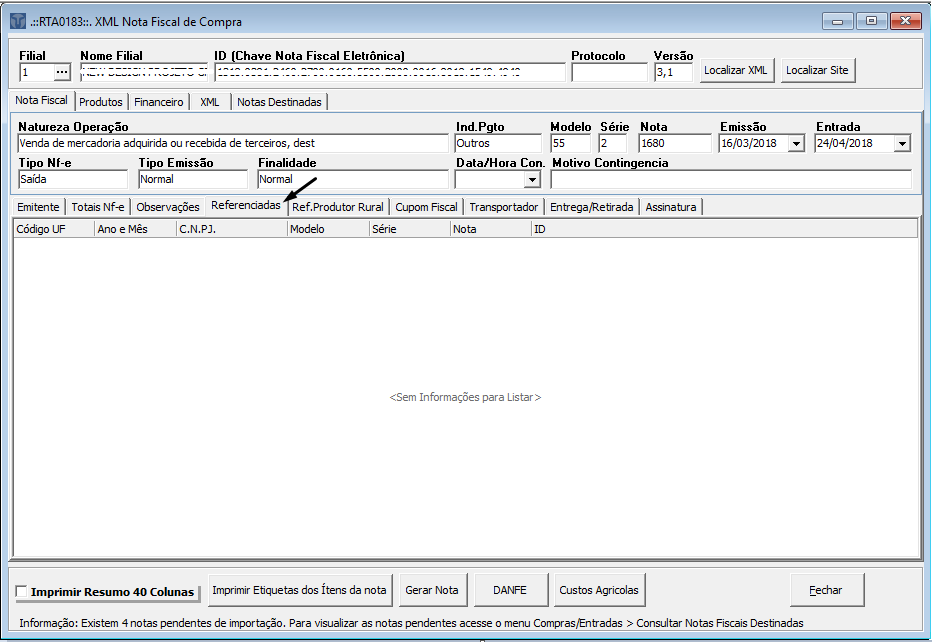 .::RTA0183::. XML Nota Fiscal de Compra
Filial Nome Filial ID (Chave Nota Fiscal Eletrônica) Protocolo Versão
1 ... 3,1 Localizar XML Localizar Site
Nota Fiscal Produtos Financeiro XML Notas Destinadas
Natureza Operação Ind.Pgto Modelo Série Nota Emissão Entrada
Venda de mercadoria adquirida ou recebida de terceiros, dest Outros 55 2 1680 16/03/2018 24/04/2018
Tipo Nf-e Tipo Emissão Finalidade Data/Hora Con. Motivo Contingencia
Saída Normal Normal
Emitente Totais Nf-e Observações Referenciadas Ref.Produtor Rural Cupom Fiscal Transportador Entrega/Retirada Assinatura
Código UF Ano e Mês C.N.PJ. Modelo Série Nota ID
<Sem Informações para Listar>
Imprimir Resumo 40 Colunas Imprimir Etiquetas dos Ítens da nota Gerar Nota DANFE Custos Agricolas Fechar
Informação: Existem 4 notas pendentes de importação. Para visualizar as notas pendentes acesse o menu Compras/Entradas > Consultar Notas Fiscais Destinadas